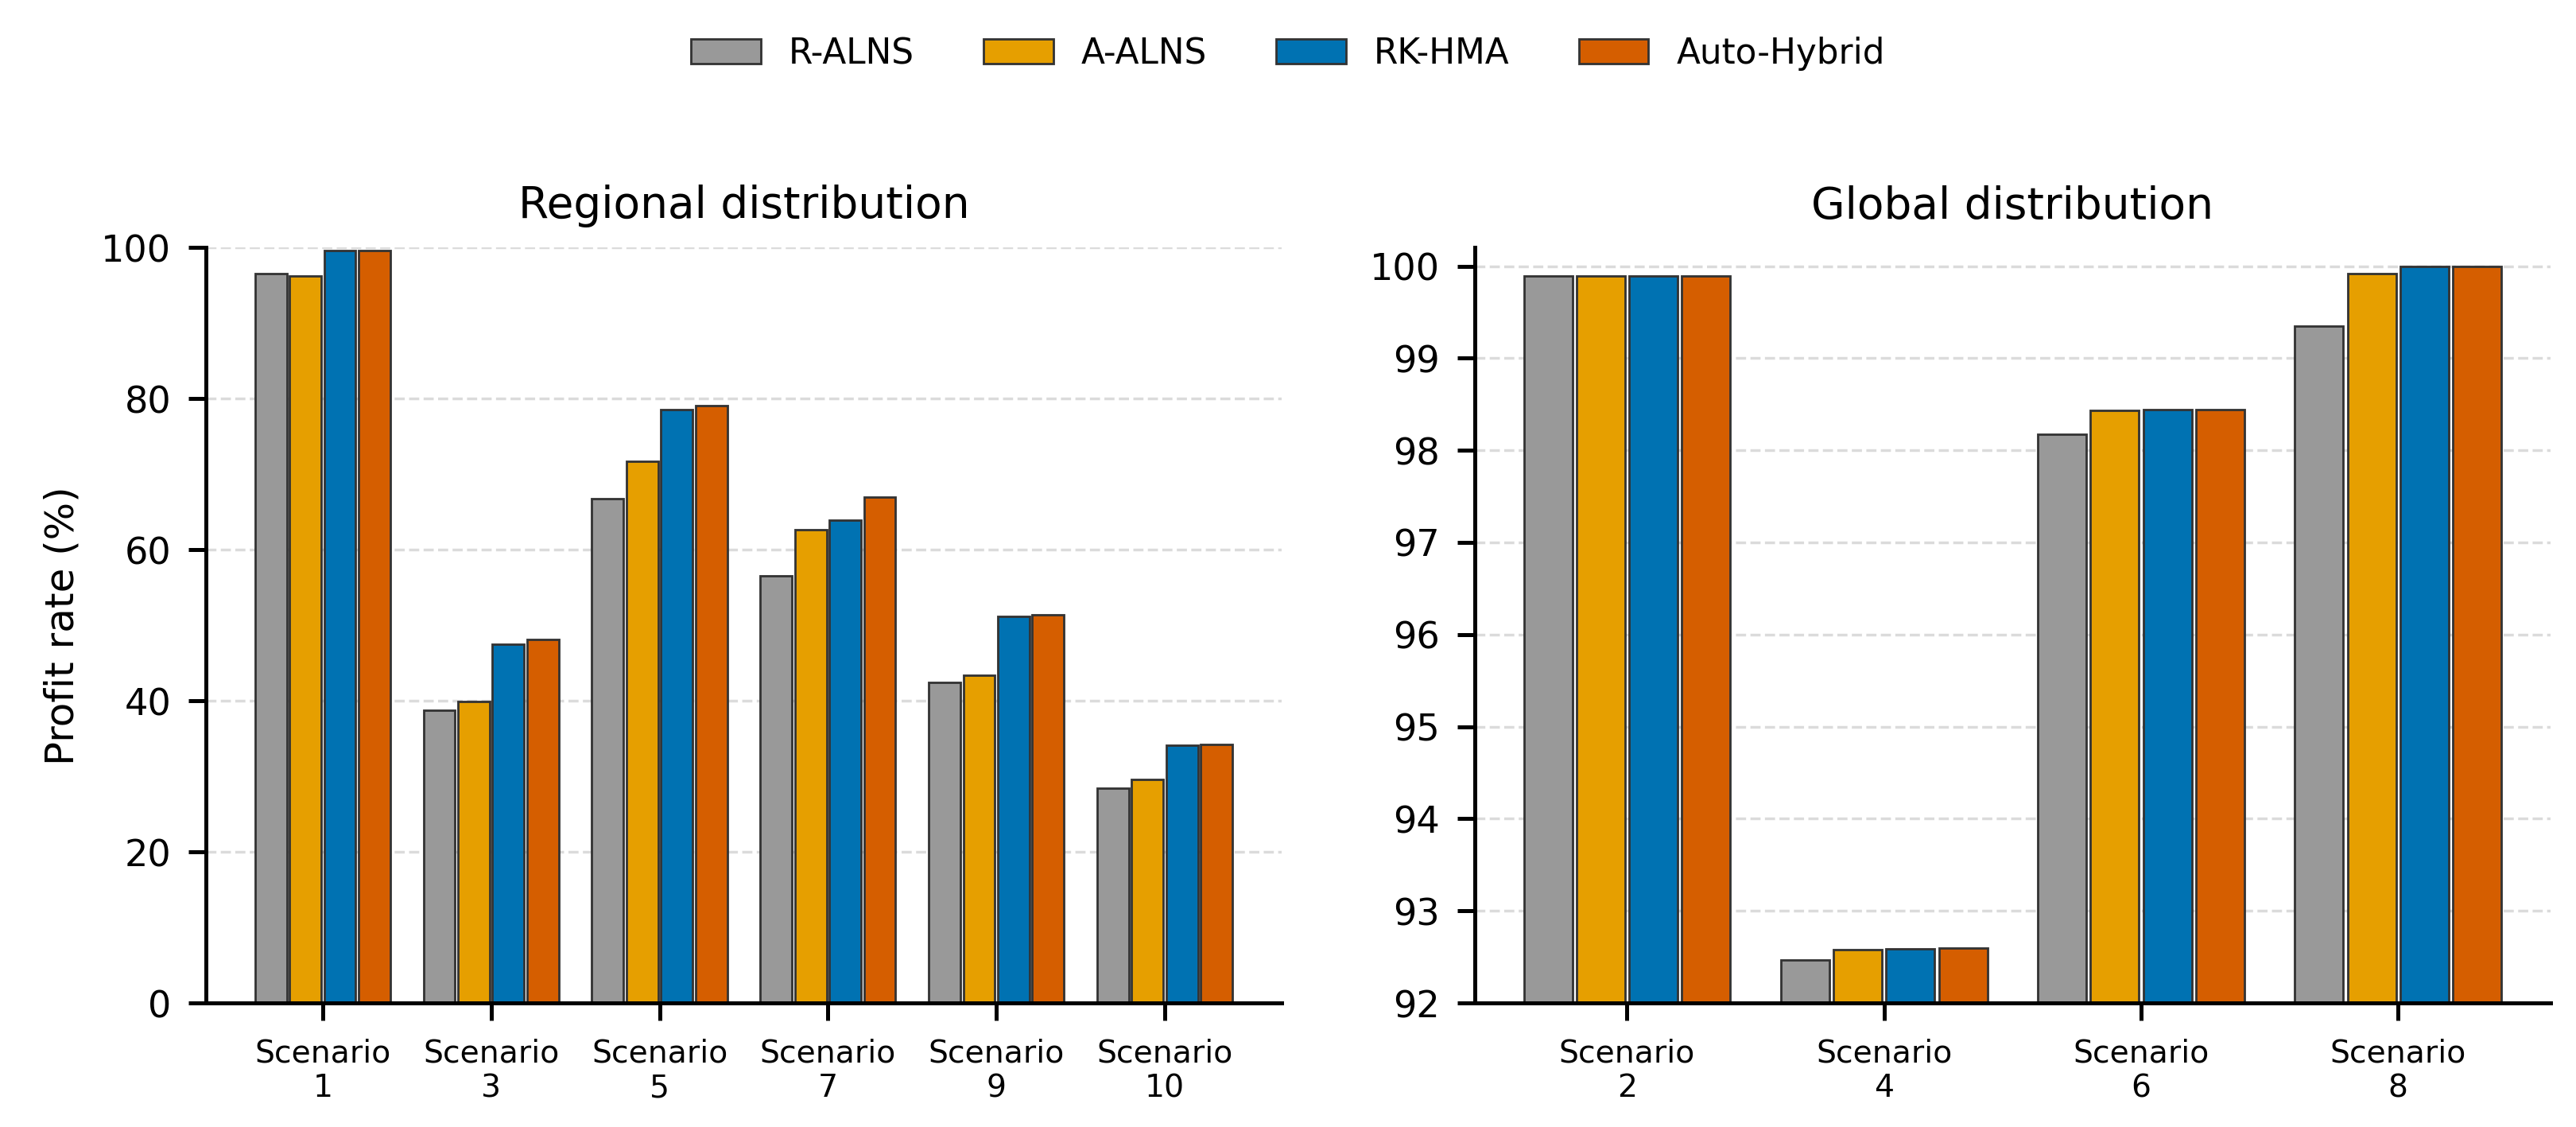 R-ALNS A-ALNS RK-HMA Auto-Hybrid
Regional distribution
Global distribution
Profit rate (%)
100
80
60
40
20
0
Scenario 1
Scenario 3
Scenario 5
Scenario 7
Scenario 9
Scenario 10
100
99
98
97
96
95
94
93
92
Scenario 2
Scenario 4
Scenario 6
Scenario 8